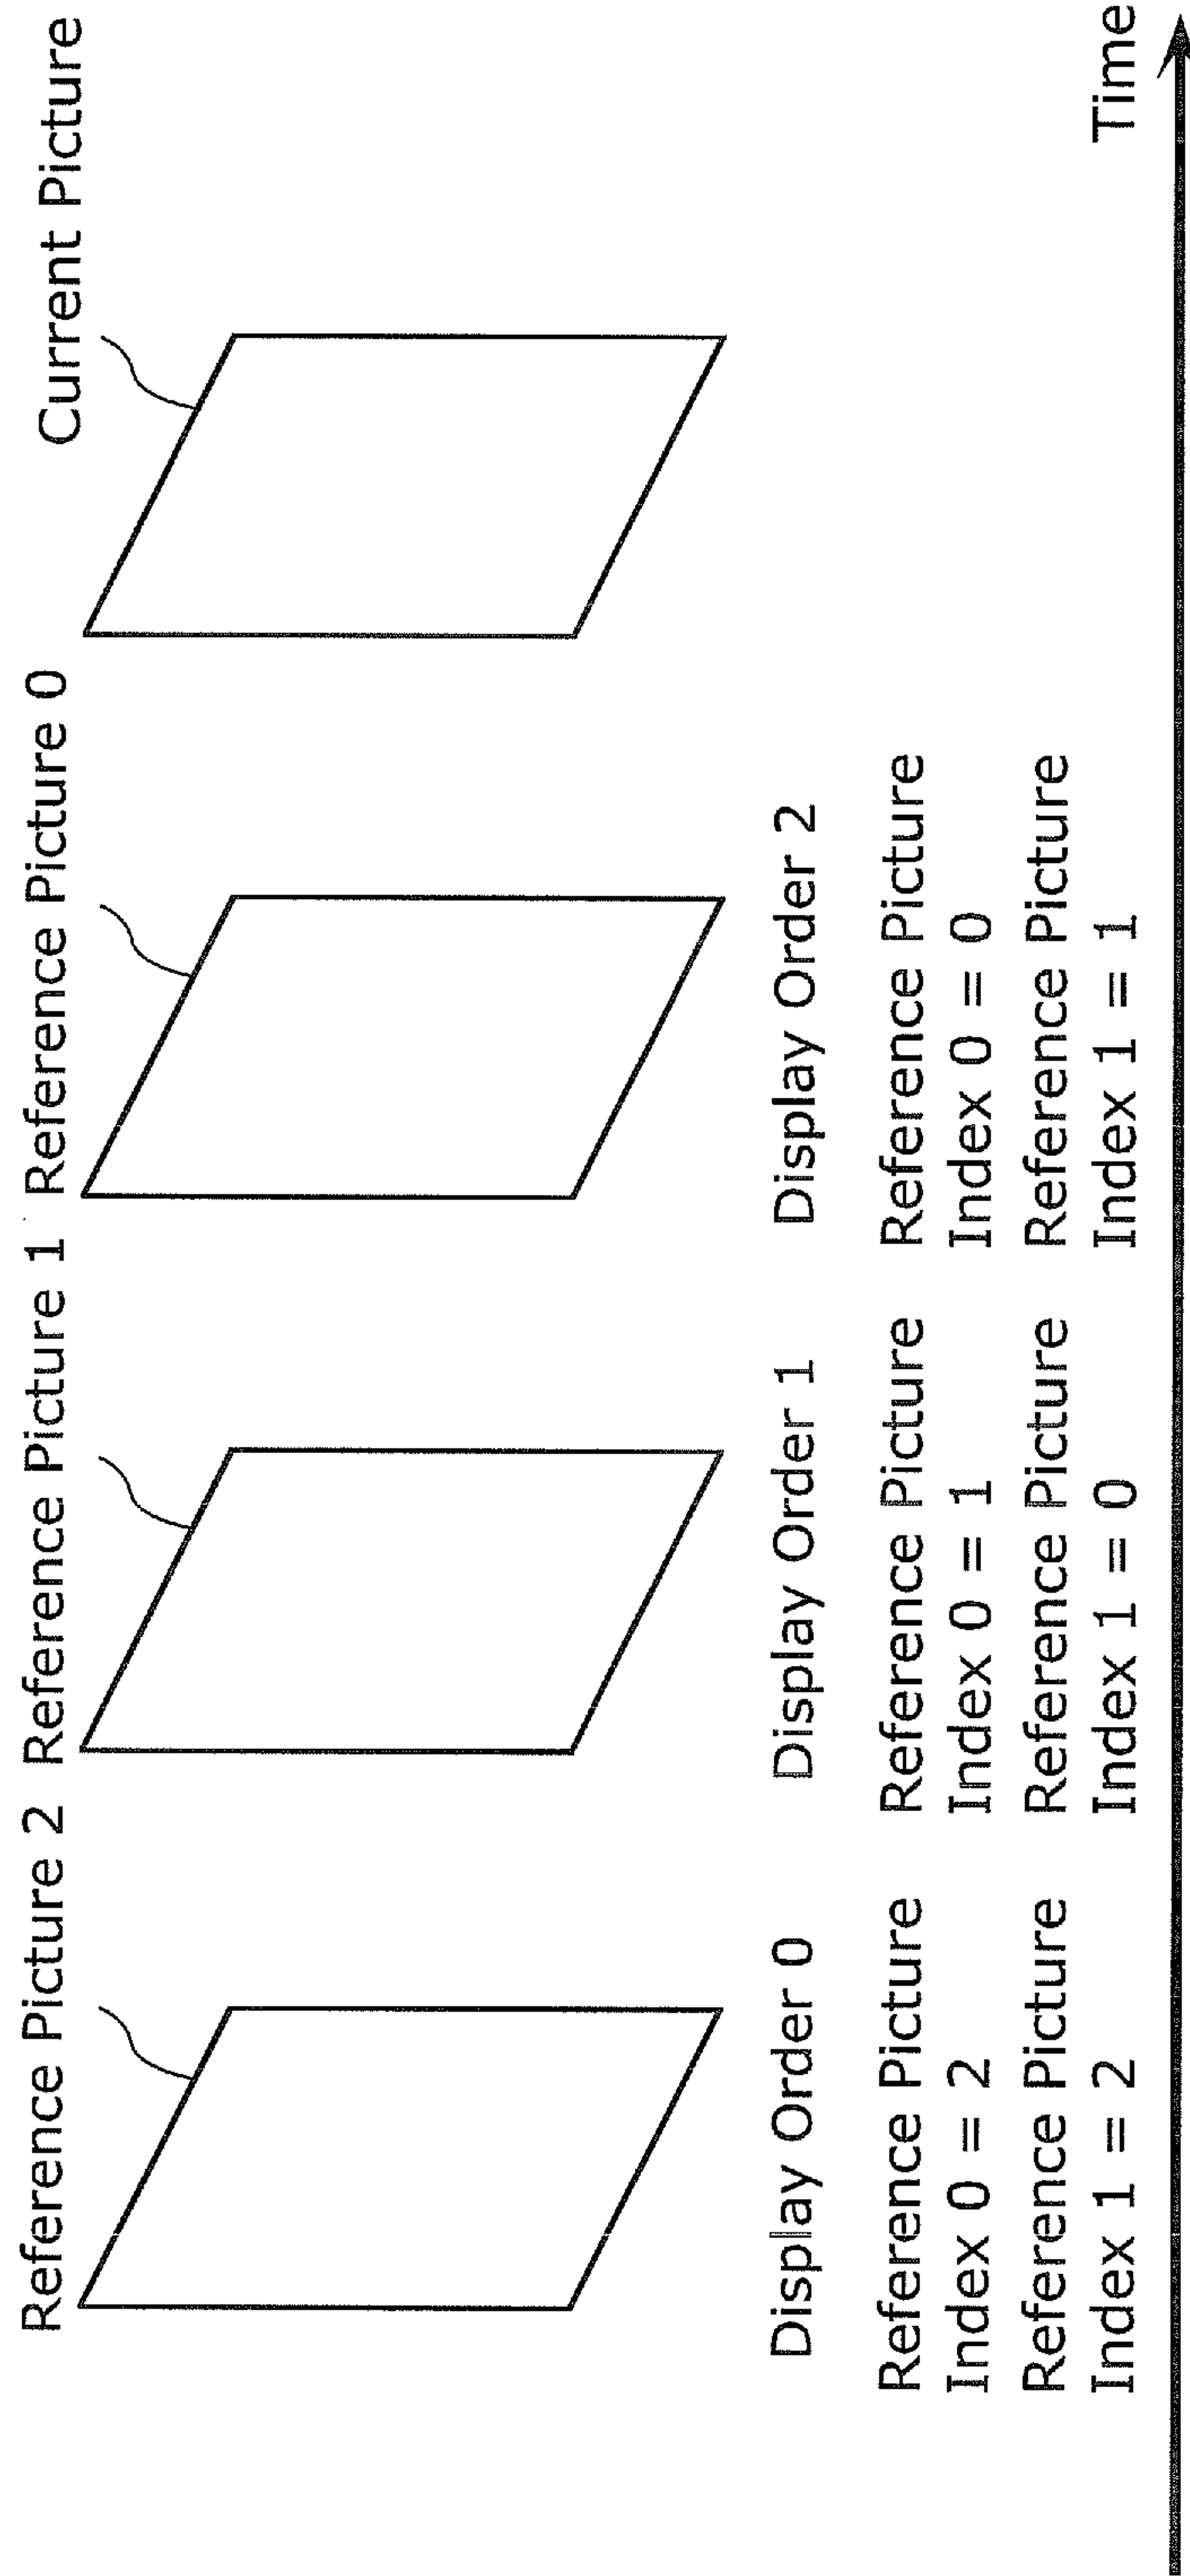 Reference Picture 2
Reference Picture 1
Reference Picture 0
Current Picture
Display Order 0
Display Order 1
Display Order 2
Reference Picture
Index 0 = 2
Reference Picture
Index 1 = 2
Reference Picture
Index 0 = 1
Reference Picture
Index 1 = 0
Reference Picture
Index 0 = 0
Reference Picture
Index 1 = 1
Time